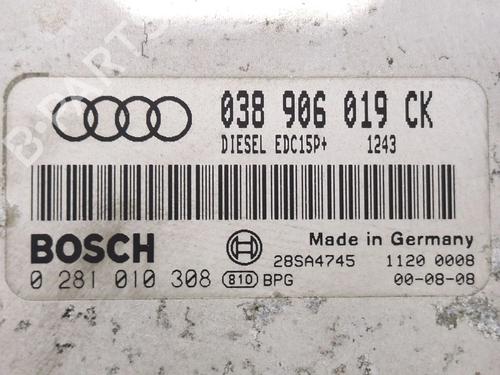 038 906 019 CK
DIESEL EDC15P+ 1243
BOSCH
Made in Germany
28SA4745 1120 0008
0 281 010 308 810 BPG 00-08-08
B-PARTS